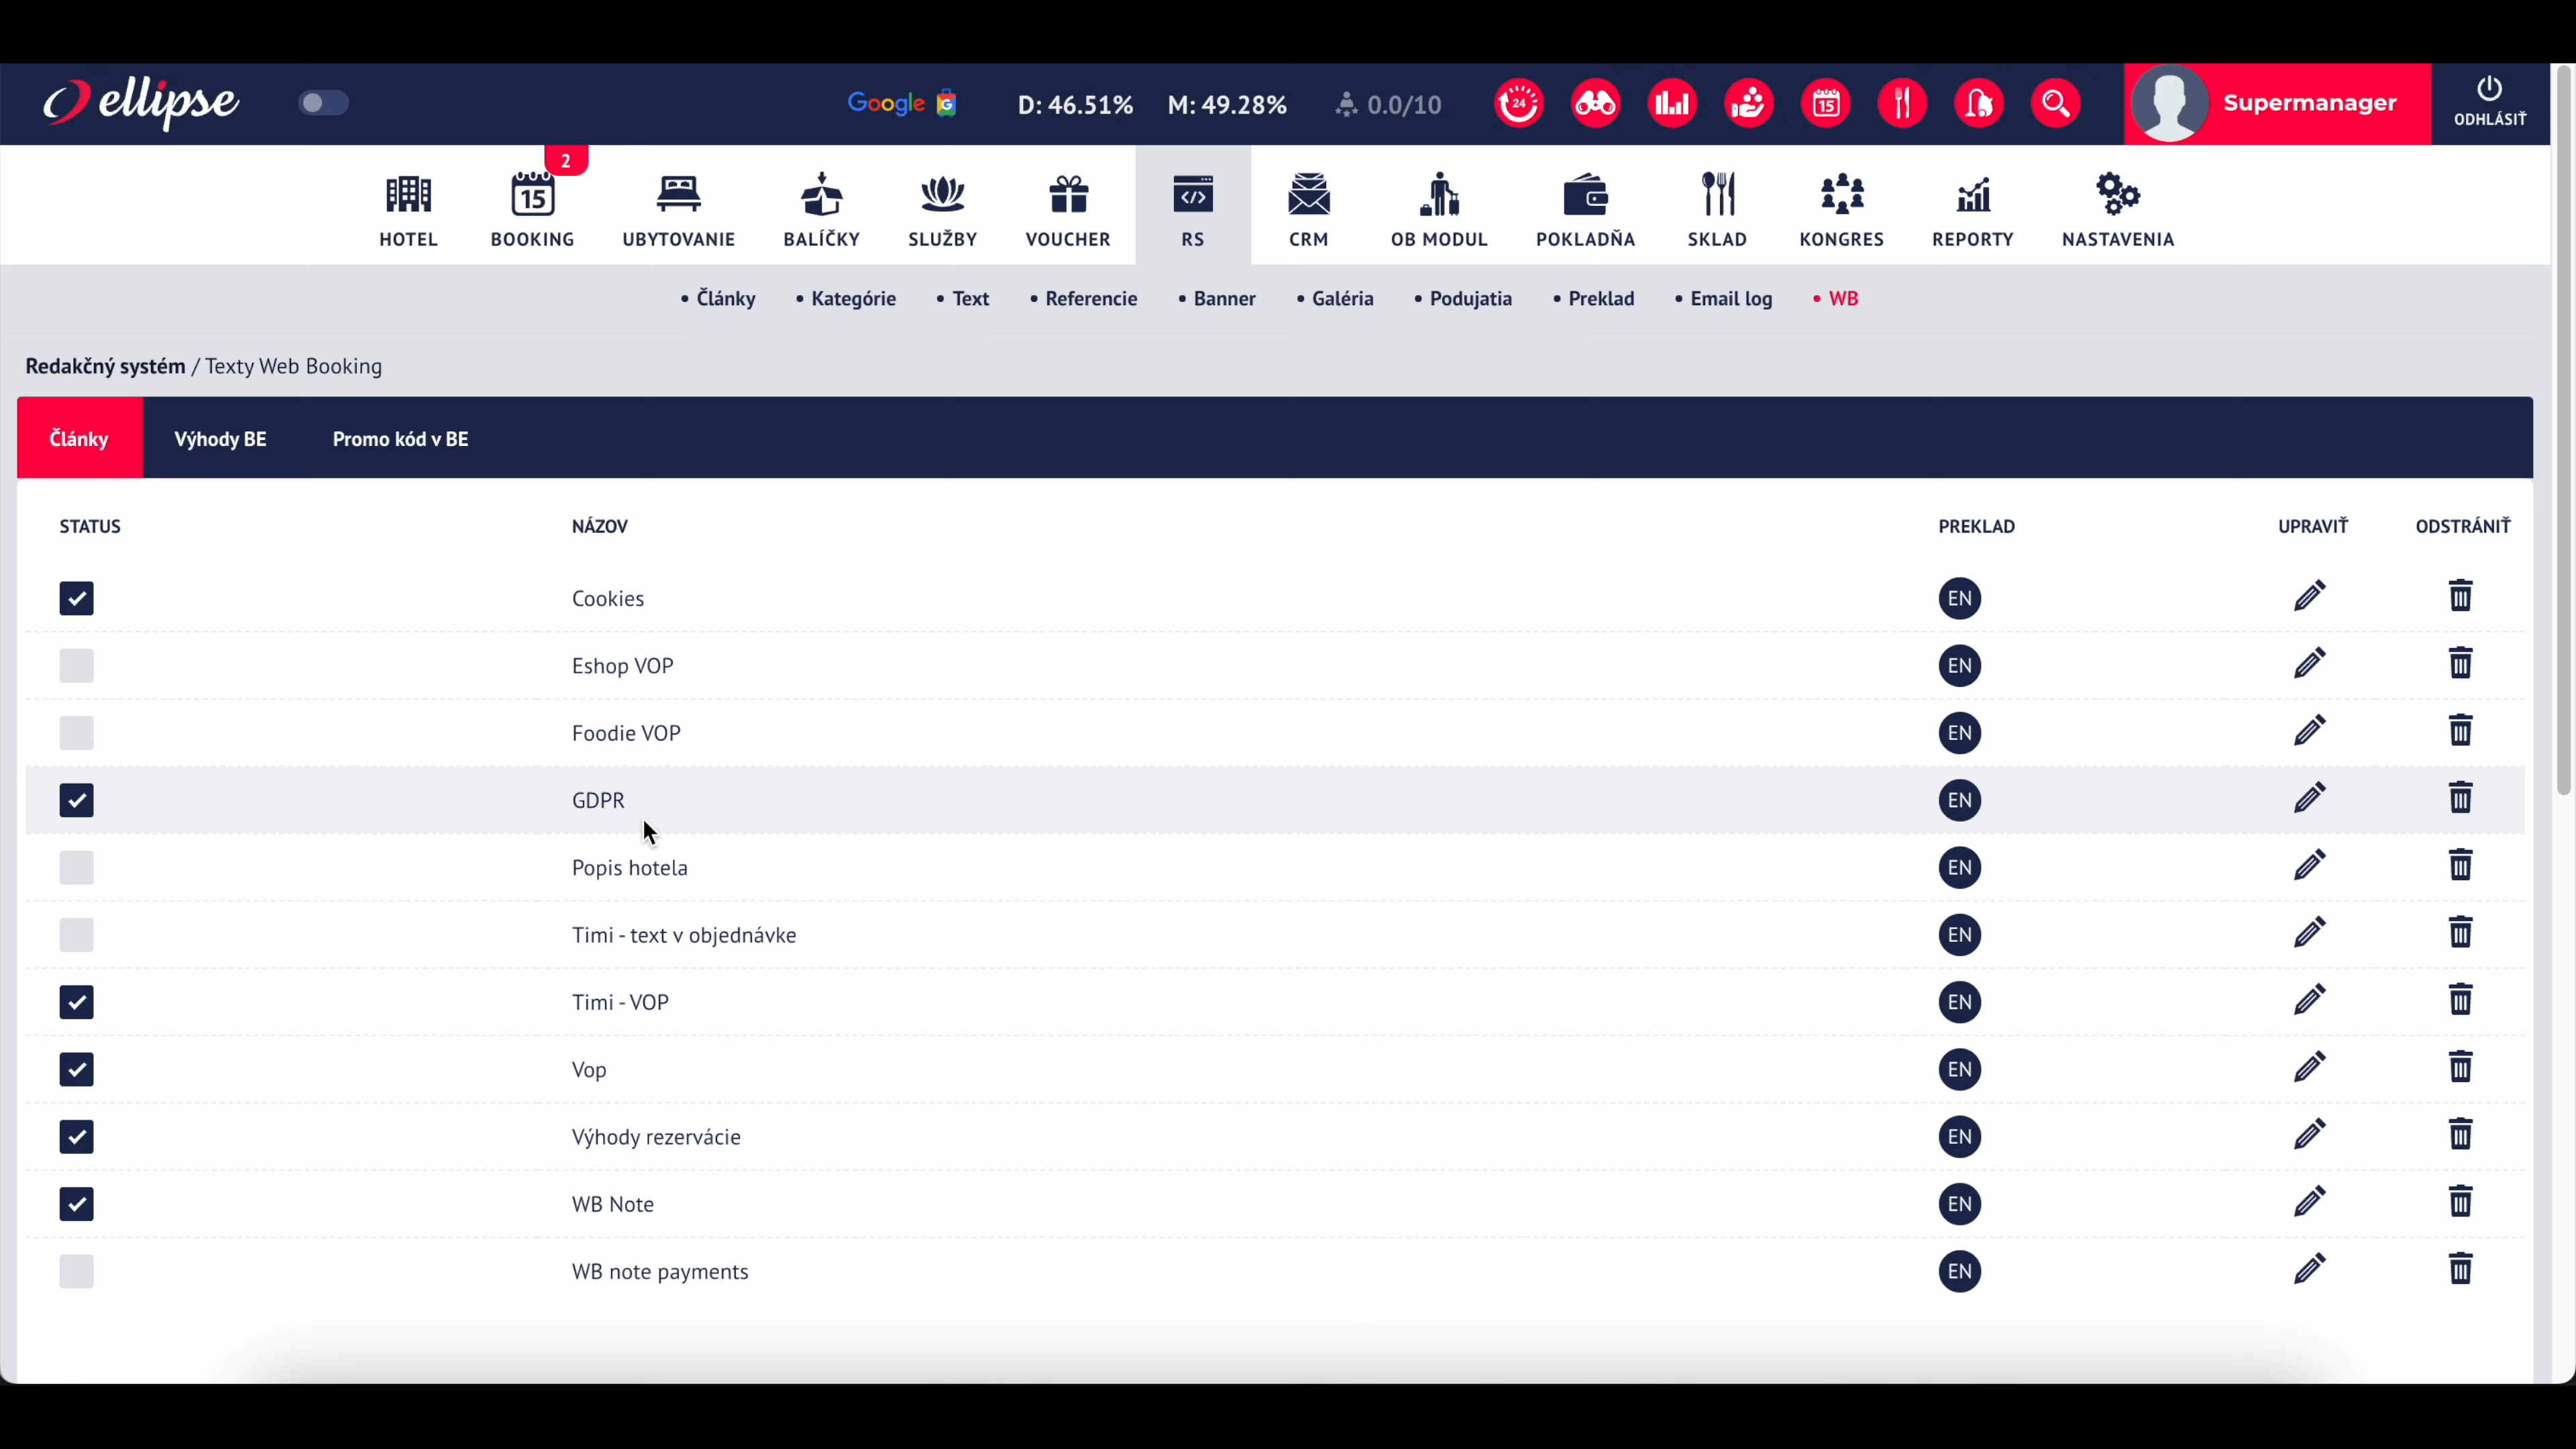 ellipse
Google G D: 46.51% M: 49.28% 0.0/10 24 15 Supermanager ODHLÁSIŤ
2
15
HOTEL BOOKING UBYTOVANIE BALÍČKY SLUŽBY VOUCHER RS CRM OB MODUL POKLADŇA SKLAD KONGRES REPORTY NASTAVENIA
• Články • Kategórie • Text • Referencie • Banner • Galéria • Podujatia • Preklad • Email log • WB
Redakčný systém / Texty Web Booking
Články Výhody BE Promo kód v BE
STATUS NÁZOV PREKLAD UPRAVIŤ ODSTRÁNIŤ
Cookies EN
Eshop VOP EN
Foodie VOP EN
GDPR EN
Popis hotela EN
Timi - text v objednávke EN
Timi - VOP EN
Vop EN
Výhody rezervácie EN
WB Note EN
WB note payments EN